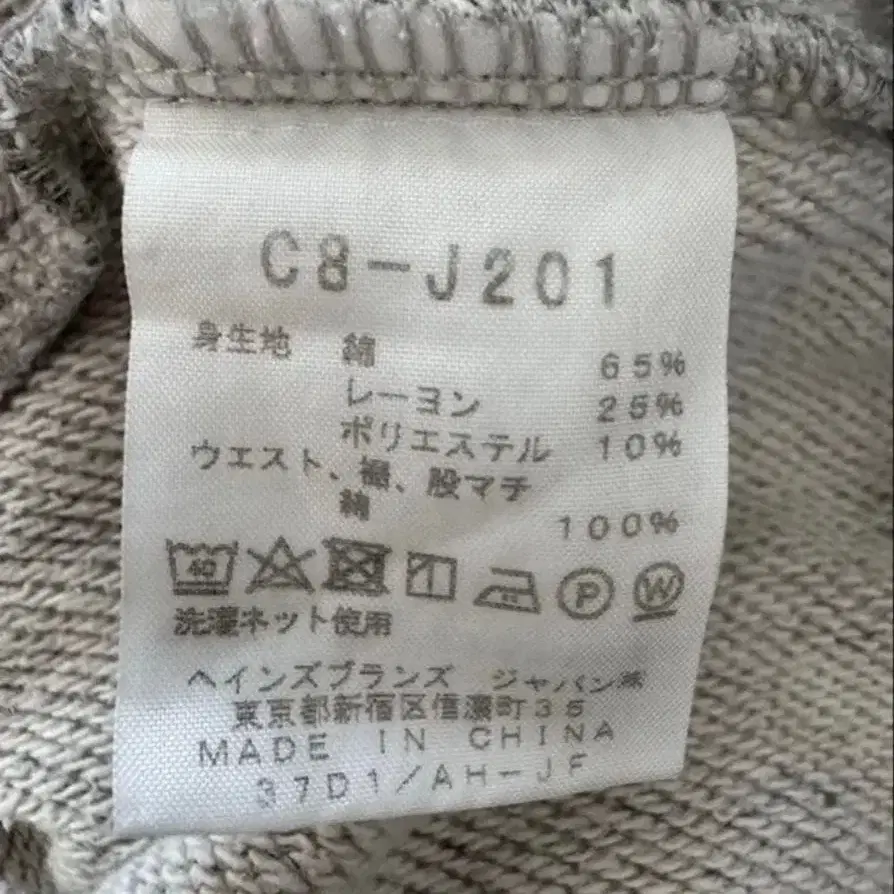 C8-J201
身生地 綿 65%
レーヨン 25%
ポリエステル 10%
ウエスト、裾、股マチ
綿 100%
40 P W
洗濯ネット使用
ヘインズブランズ ジャパン㈱
東京都新宿区信濃町35
MADE IN CHINA
37D1/AH-JF